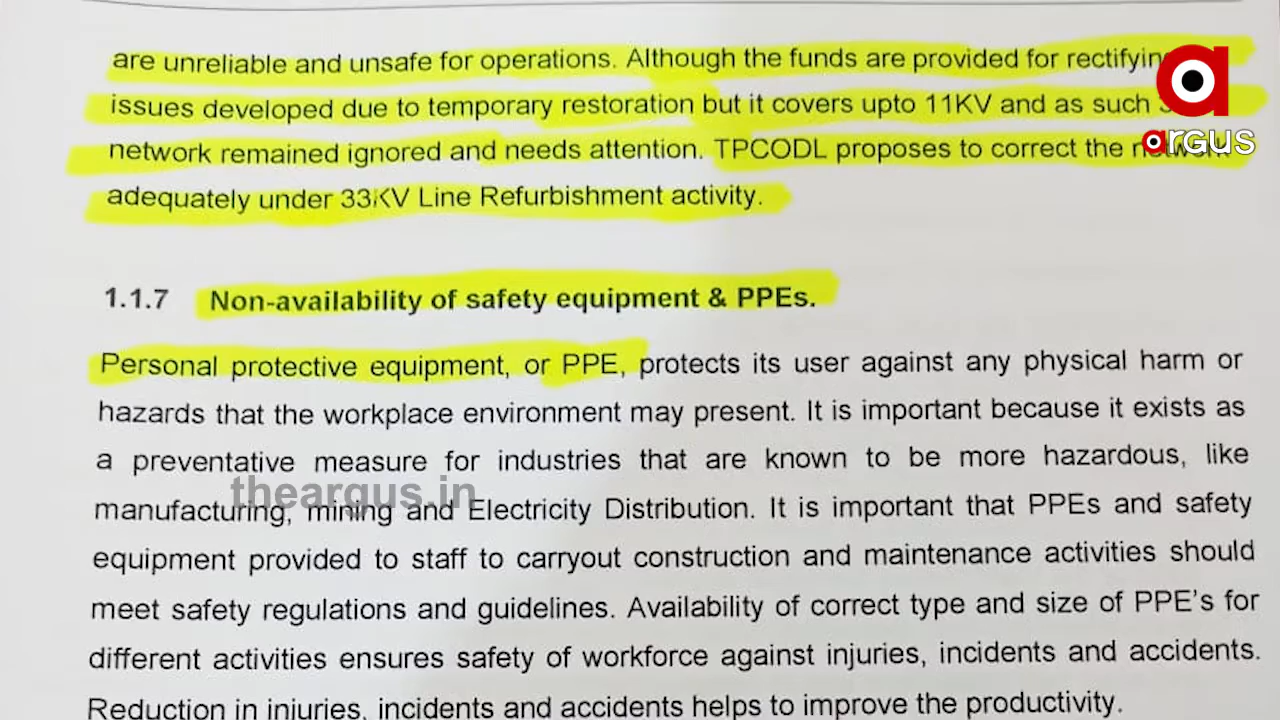 are unreliable and unsafe for operations. Although the funds are provided for rectifying
issues developed due to temporary restoration but it covers upto 11KV and as such
network remained ignored and needs attention. TPCODL proposes to correct the network
adequately under 33KV Line Refurbishment activity.
argus
1.1.7 Non-availability of safety equipment & PPEs.
Personal protective equipment, or PPE, protects its user against any physical harm or
hazards that the workplace environment may present. It is important because it exists as
a preventative measure for industries that are known to be more hazardous, like
theargus.in
manufacturing, mining and Electricity Distribution. It is important that PPEs and safety
equipment provided to staff to carryout construction and maintenance activities should
meet safety regulations and guidelines. Availability of correct type and size of PPE's for
different activities ensures safety of workforce against injuries, incidents and accidents.
Reduction in injuries, incidents and accidents helps to improve the productivity.